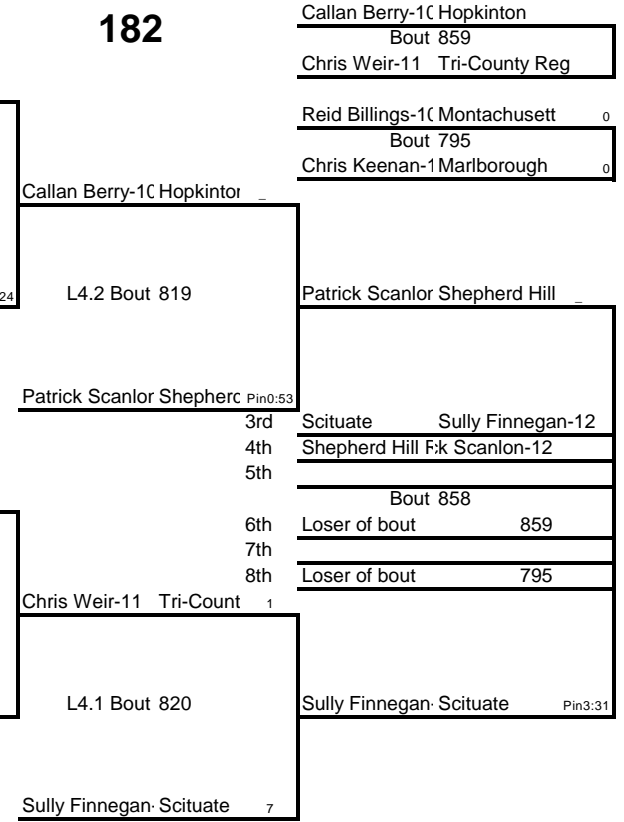 182
Callan Berry-1( Hopkinton
Bout 859
Chris Weir-11 Tri-County Reg
Reid Billings-1( Montachusett 0
Bout 795
Chris Keenan-1 Marlborough 0
Callan Berry-1( Hopkinton _
24
L4.2 Bout 819
Patrick Scanlor Shepherd Hill _
Patrick Scanlor Shepherc Pin0:53
3rd Scituate Sully Finnegan-12
4th Shepherd Hill F k Scanlon-12
5th
Bout 858
6th Loser of bout 859
7th
8th Loser of bout 795
Chris Weir-11 Tri-Count 1
L4.1 Bout 820
Sully Finnegan- Scituate Pin3:31
Sully Finnegan- Scituate 7